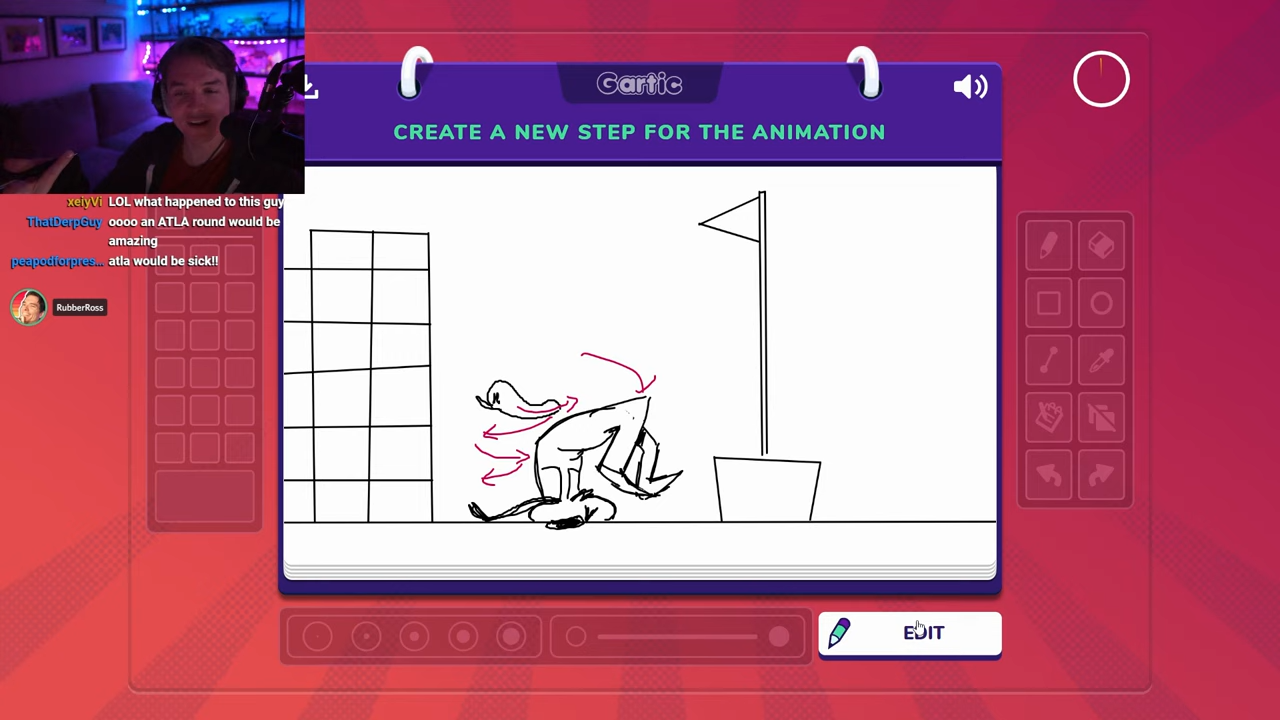 Gartic
CREATE A NEW STEP FOR THE ANIMATION
xeiyVi LOL what happened to this guy
ThatDerpGuy oooo an ATLA round would be
amazing
peapodforpres... atla would be sick!!
RubberRoss
EDIT